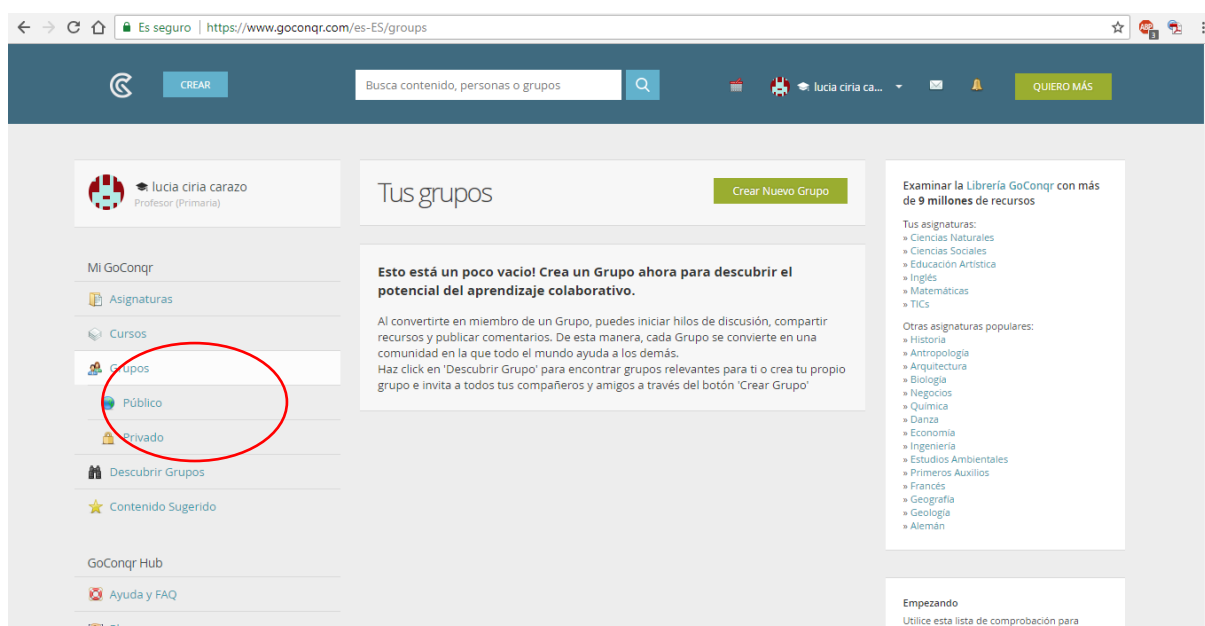 Es seguro | https://www.goconqr.com/es-ES/groups
ABP
3
CREAR
Busca contenido, personas o grupos
lucia ciria ca...
QUIERO MÁS
lucia ciria carazo
Profesor (Primaria)
Mi GoConqr
Asignaturas
Cursos
Grupos
Público
Privado
Descubrir Grupos
Contenido Sugerido
GoConqr Hub
Ayuda y FAQ
Tus grupos
Crear Nuevo Grupo
Esto está un poco vacio! Crea un Grupo ahora para descubrir el
potencial del aprendizaje colaborativo.
Al convertirte en miembro de un Grupo, puedes iniciar hilos de discusión, compartir
recursos y publicar comentarios. De esta manera, cada Grupo se convierte en una
comunidad en la que todo el mundo ayuda a los demás.
Haz click en 'Descubrir Grupo' para encontrar grupos relevantes para ti o crea tu propio
grupo e invita a todos tus compañeros y amigos a través del botón 'Crear Grupo'
Examinar la Librería GoConqr con más
de 9 millones de recursos
Tus asignaturas:
» Ciencias Naturales
» Ciencias Sociales
» Educación Artística
» Inglés
» Matemáticas
» TICs
Otras asignaturas populares:
» Historia
» Antropología
» Arquitectura
» Biología
» Negocios
» Química
» Danza
» Economía
» Ingeniería
» Estudios Ambientales
» Primeros Auxilios
» Francés
» Geografía
» Geología
» Alemán
Empezando
Utilice esta lista de comprobación para